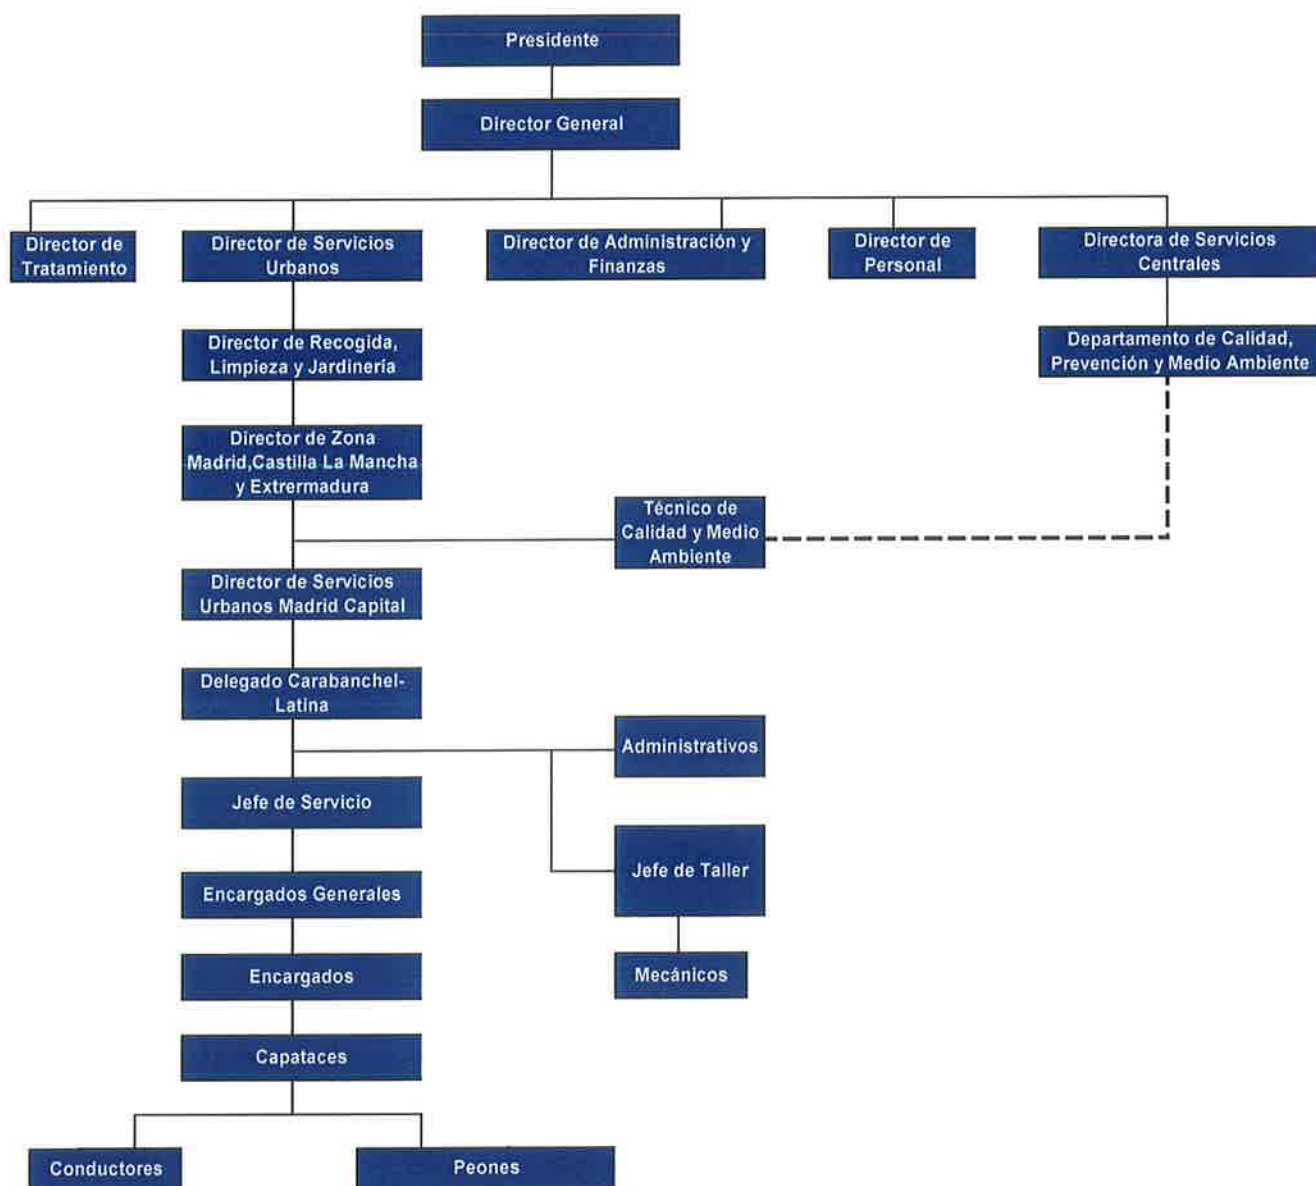 Presidente
Director General
Director de
Tratamiento
Director de Servicios
Urbanos
Director de Administración y
Finanzas
Director de
Personal
Directora de Servicios
Centrales
Director de Recogida,
Limpieza y Jardinería
Departamento de Calidad,
Prevención y Medio Ambiente
Director de Zona
Madrid,Castilla La Mancha
y Extrermadura
Técnico de
Calidad y Medio
Ambiente
Director de Servicios
Urbanos Madrid Capital
Delegado Carabanchel-
Latina
Administrativos
Jefe de Servicio
Jefe de Taller
Encargados Generales
Encargados
Mecánicos
Capataces
Conductores
Peones